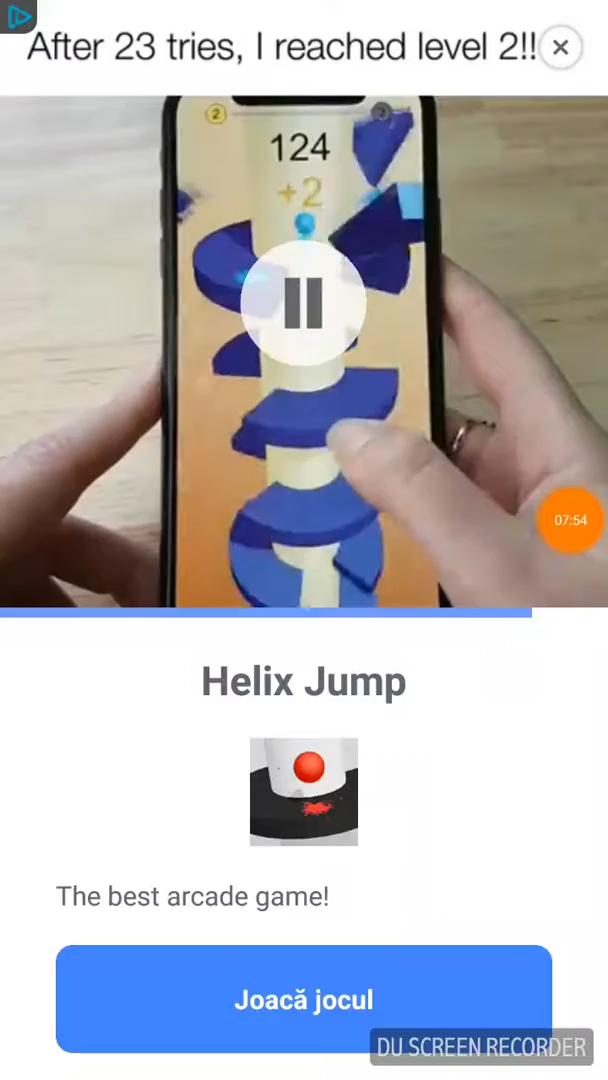 After 23 tries, I reached level 2!!
2
124
+2
07:54
Helix Jump
The best arcade game!
Joacă jocul
DU SCREEN RECORDER